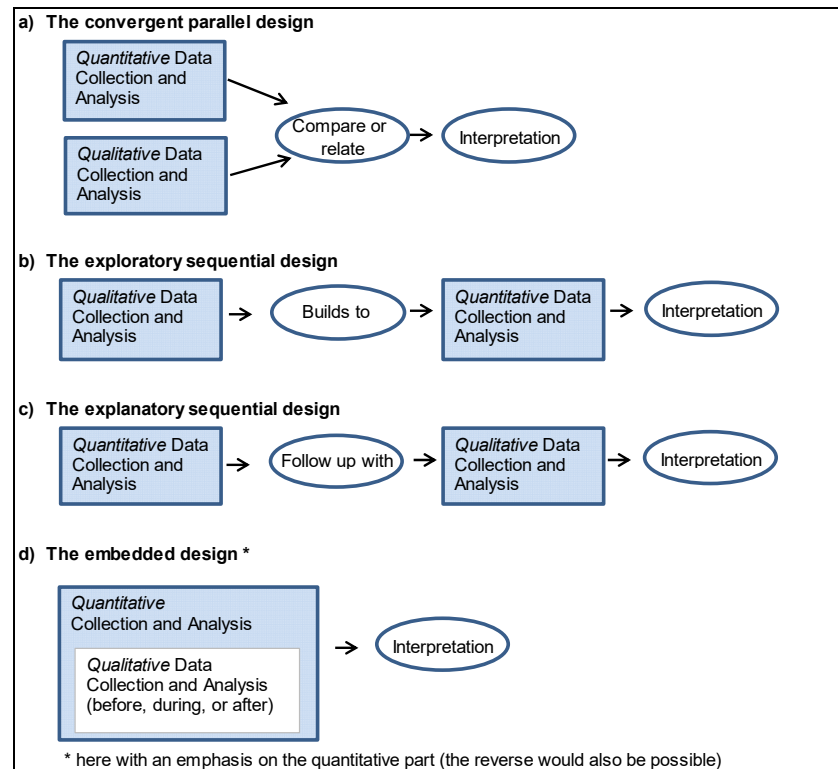 a) The convergent parallel design
Quantitative Data
Collection and
Analysis
Qualitative Data
Collection and
Analysis
Compare or
relate
Interpretation
b) The exploratory sequential design
Qualitative Data
Collection and
Analysis
Builds to
Quantitative Data
Collection and
Analysis
Interpretation
c) The explanatory sequential design
Quantitative Data
Collection and
Analysis
Follow up with
Qualitative Data
Collection and
Analysis
Interpretation
d) The embedded design *
Quantitative
Collection and Analysis
Qualitative Data
Collection and Analysis
(before, during, or after)
Interpretation
* here with an emphasis on the quantitative part (the reverse would also be possible)